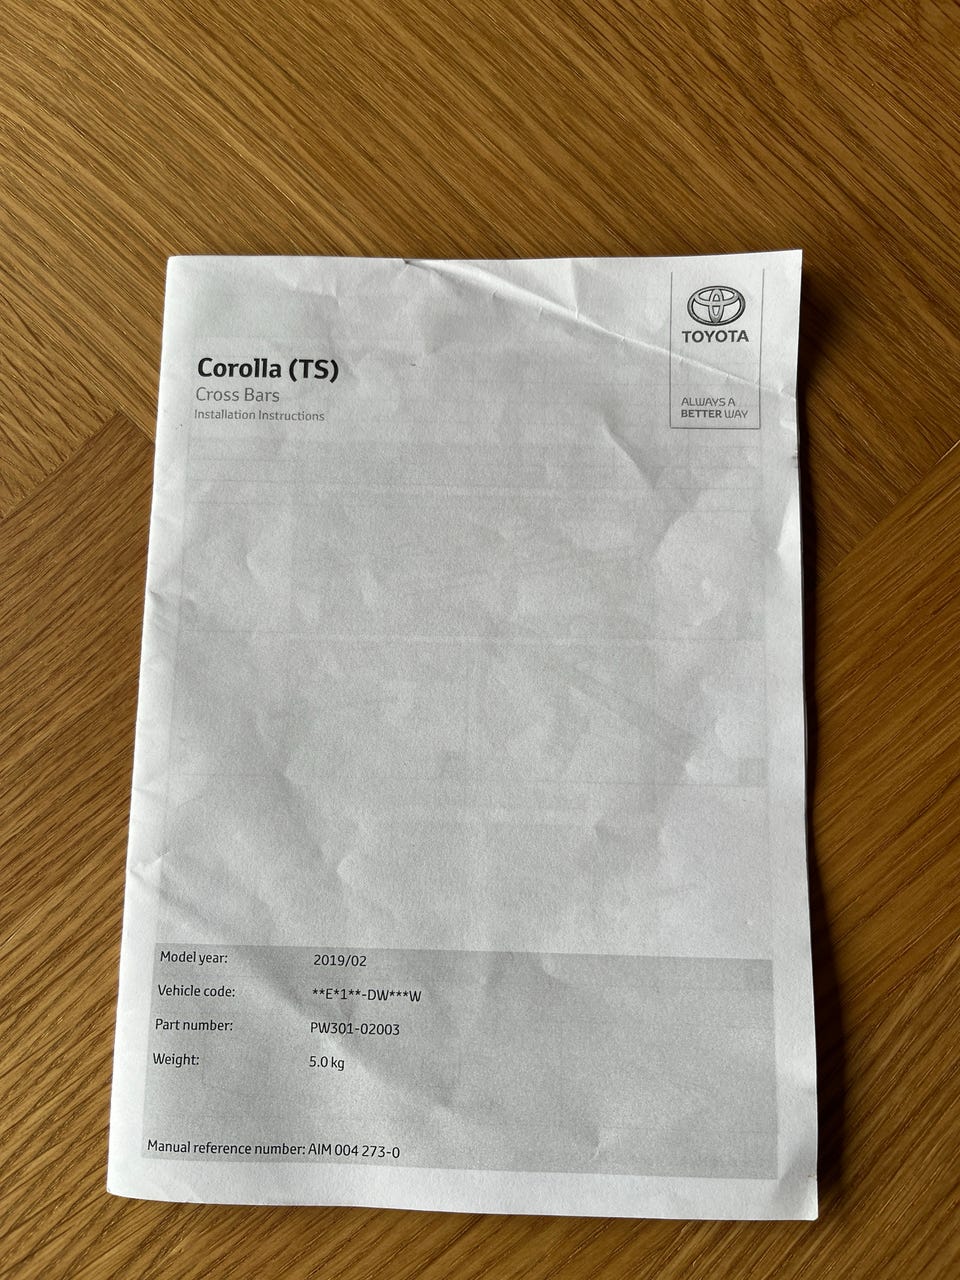 TOYOTA
ALWAYS A
BETTER WAY
Corolla (TS)
Cross Bars
Installation Instructions
Model year: 2019/02
Vehicle code: **E*1**-DW***W
Part number: PW301-02003
Weight: 5.0 kg
Manual reference number: AIM 004 273-0